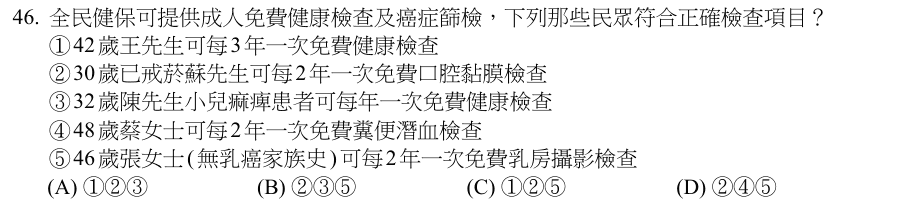 46. 全民健保可提供成人免費健康檢查及癌症篩檢，下列那些民眾符合正確檢查項目？
①42歲王先生可每3年一次免費健康檢查
②30歲已戒菸蘇先生可每2年一次免費口腔黏膜檢查
③32歲陳先生小兒麻痺患者可每年一次免費健康檢查
④48歲蔡女士可每2年一次免費糞便潛血檢查
⑤46歲張女士(無乳癌家族史)可每2年一次免費乳房攝影檢查
(A) ①②③ (B) ②③⑤ (C) ①②⑤ (D) ②④⑤